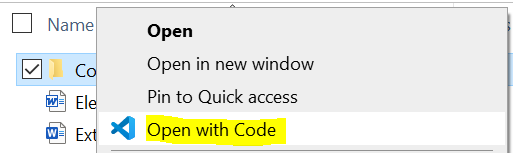 Name
Open
Open in new window
Co
Pin to Quick access
Ele
Open with Code
Ext